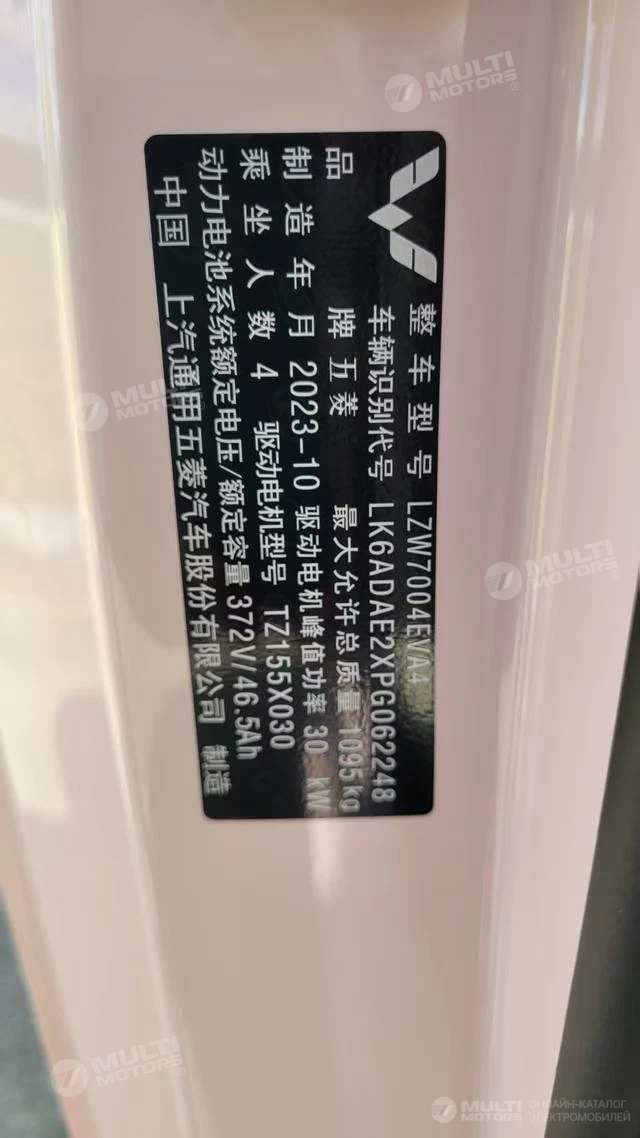 整车型号 LZW7004EVA4
车辆识别代号 LK6ADAE2XPG062248
品牌 五菱 最大允许总质量 1095kg
制造年月 2023-10 驱动电机峰值功率 30 kW
乘坐人数 4 驱动电机型号 TZ155X030
动力电池系统额定电压/额定容量 372V/46.5Ah
中国 上汽通用五菱汽车股份有限公司 制造
MULTI
MOTORS®
MULTI
MOTORS®
MULTI
MOTORS®
MULTI
MOTORS®
MULTI
MOTORS
ОНЛАЙН-КАТАЛОГ
ЭЛЕКТРОМОБИЛЕЙ